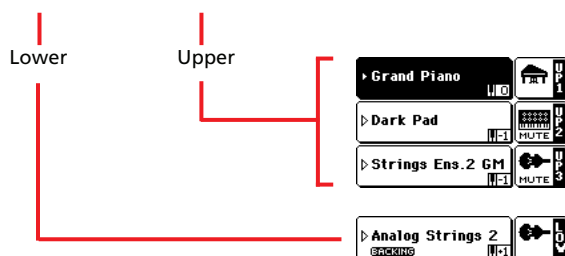 Lower Upper
Grand Piano
0
UP1
Dark Pad
-1
MUTE
UP2
Strings Ens.2 GM
-1
MUTE
UP3
Analog Strings 2
BACKING
+1
LOW